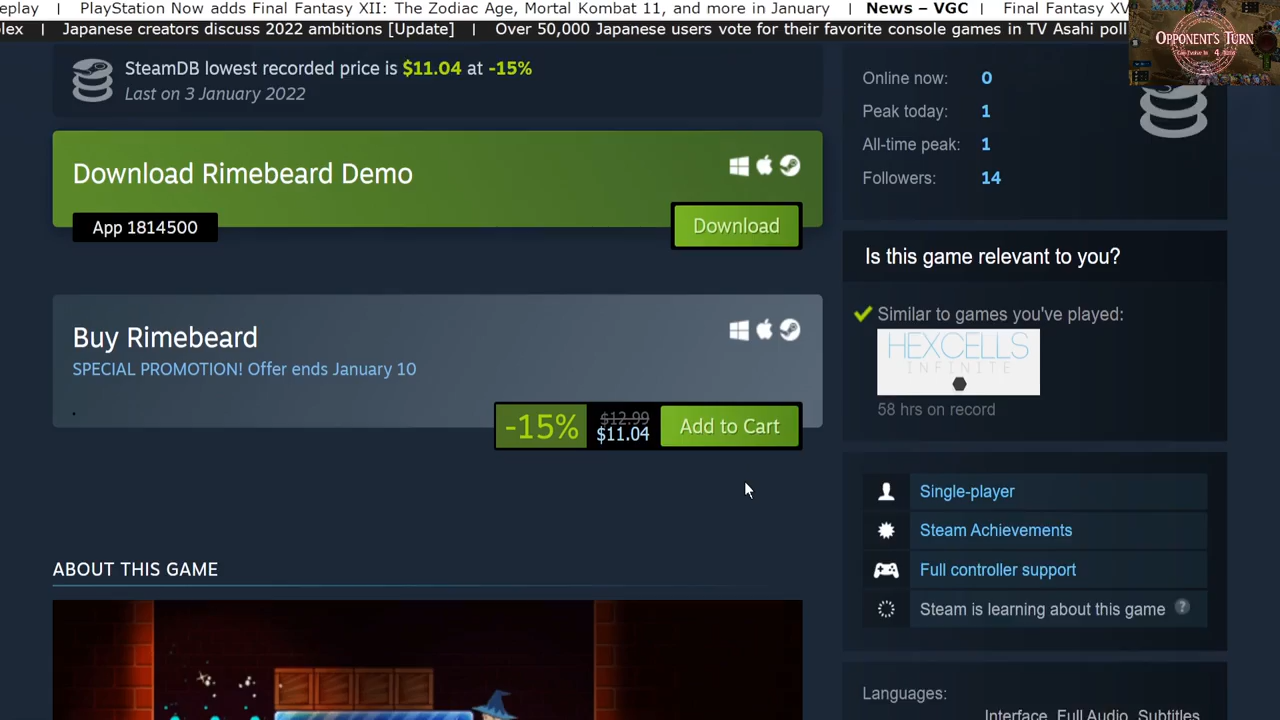 eplay | PlayStation Now adds Final Fantasy XII: The Zodiac Age, Mortal Kombat 11, and more in January | News – VGC | Final Fantasy XV
lex | Japanese creators discuss 2022 ambitions [Update] | Over 50,000 Japanese users vote for their favorite console games in TV Asahi poll
OPPONENT'S TURN
SteamDB lowest recorded price is $11.04 at -15%
Last on 3 January 2022
Online now: 0
Peak today: 1
All-time peak: 1
Followers: 14
Download Rimebeard Demo
App 1814500
Download
Is this game relevant to you?
Similar to games you've played:
HEXCELLS
INFINITE
58 hrs on record
Buy Rimebeard
SPECIAL PROMOTION! Offer ends January 10
.
-15%
$12.99
$11.04
Add to Cart
Single-player
Steam Achievements
Full controller support
Steam is learning about this game ?
ABOUT THIS GAME
Languages:
Interface, Full Audio, Subtitles